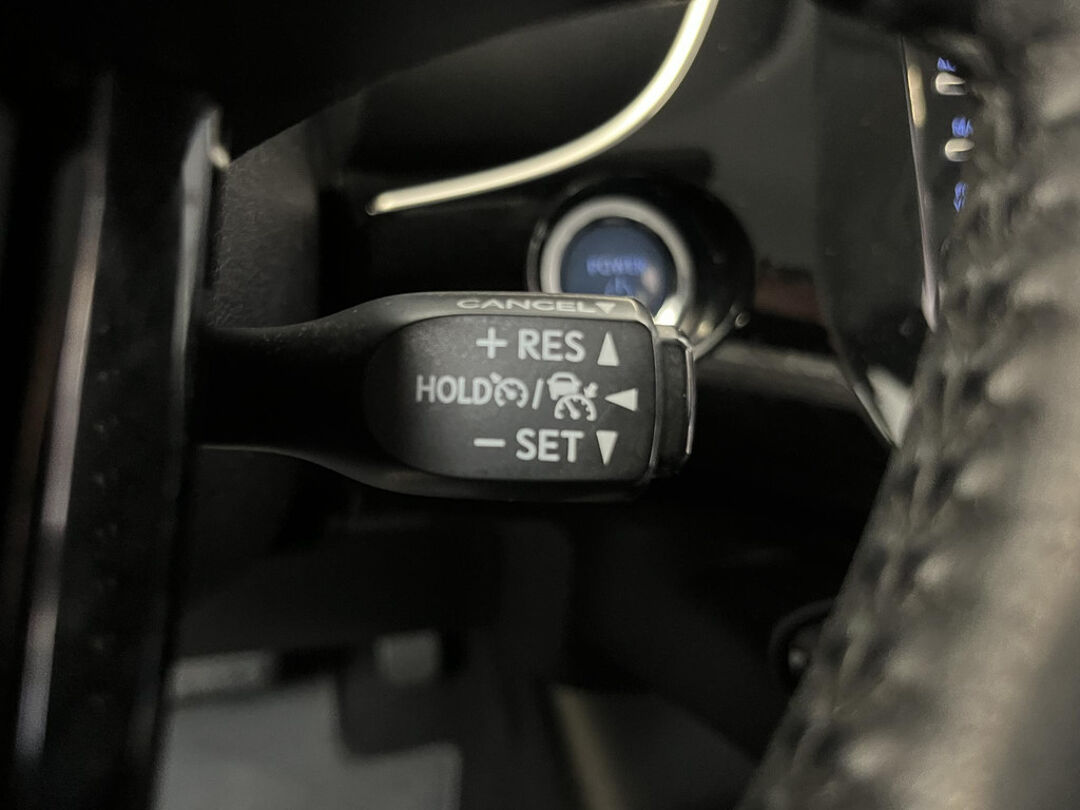 POWER
CANCEL▼
+ RES ▲
HOLD / ◀
− SET ▼